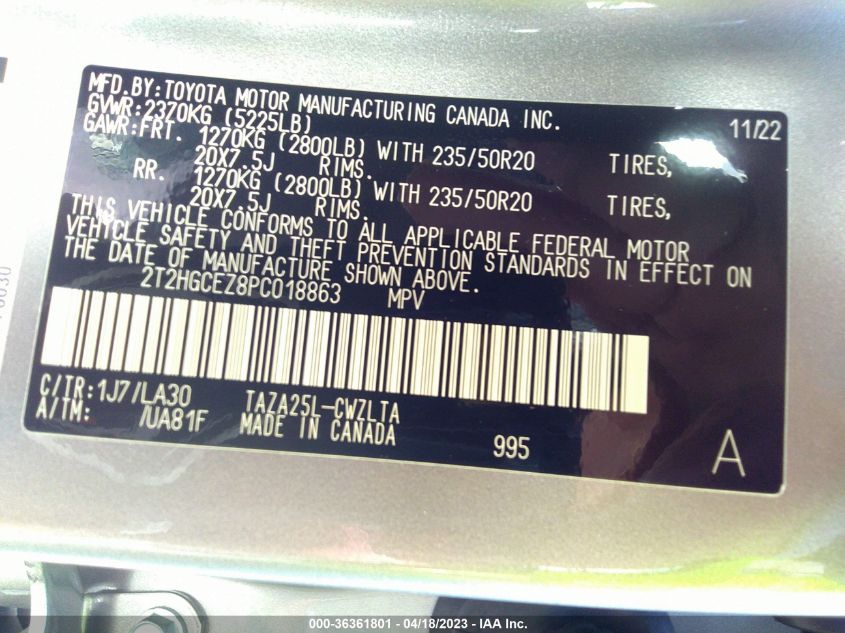 MFD.BY:TOYOTA MOTOR MANUFACTURING CANADA INC.
11/22
GVWR:2370KG (5225LB)
GAWR:FRT. 1270KG (2800LB) WITH 235/50R20 TIRES,
20X7.5J RIMS.
RR. 1270KG (2800LB) WITH 235/50R20 TIRES,
20X7.5J RIMS.
THIS VEHICLE CONFORMS TO ALL APPLICABLE FEDERAL MOTOR
VEHICLE SAFETY AND THEFT PREVENTION STANDARDS IN EFFECT ON
THE DATE OF MANUFACTURE SHOWN ABOVE.
2T2HGCEZ8PC018863 MPV
C/TR:1J7/LA30 TAZA25L-CWZLTA
A/TM: /UA81F MADE IN CANADA 995 A
000-36361801 - 04/18/2023 - IAA Inc.